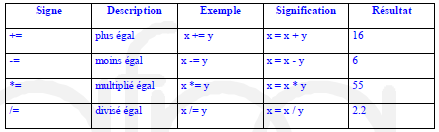 Signe Description Exemple Signification Résultat
+= plus égal x += y x = x + y 16
-= moins égal x -= y x = x - y 6
*= multiplié égal x *= y x = x * y 55
/= divisé égal x /= y x = x / y 2.2